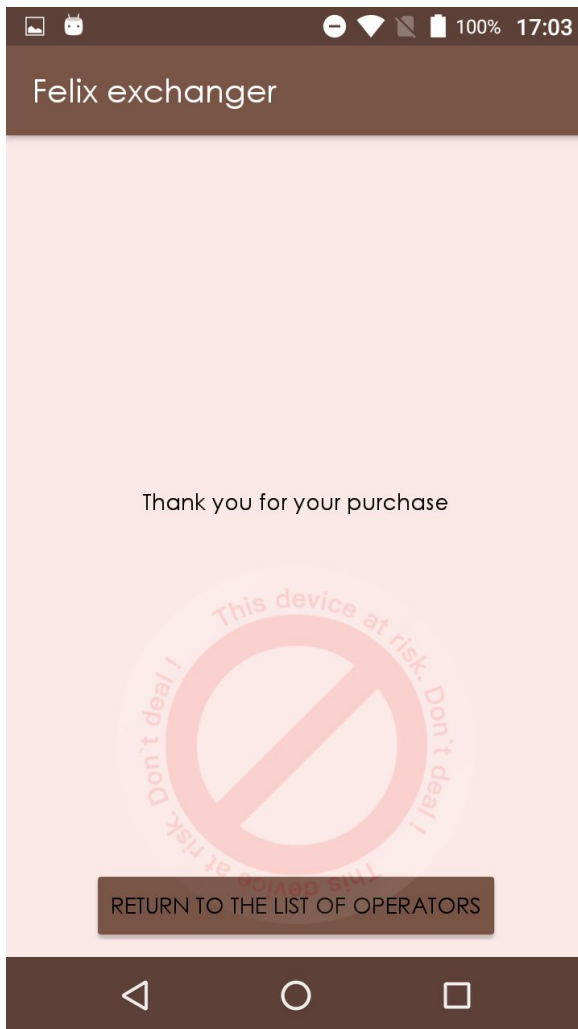 100% 17:03
Felix exchanger
Thank you for your purchase
This device at risk. Don`t deal !
This device at risk. Don`t deal !
RETURN TO THE LIST OF OPERATORS